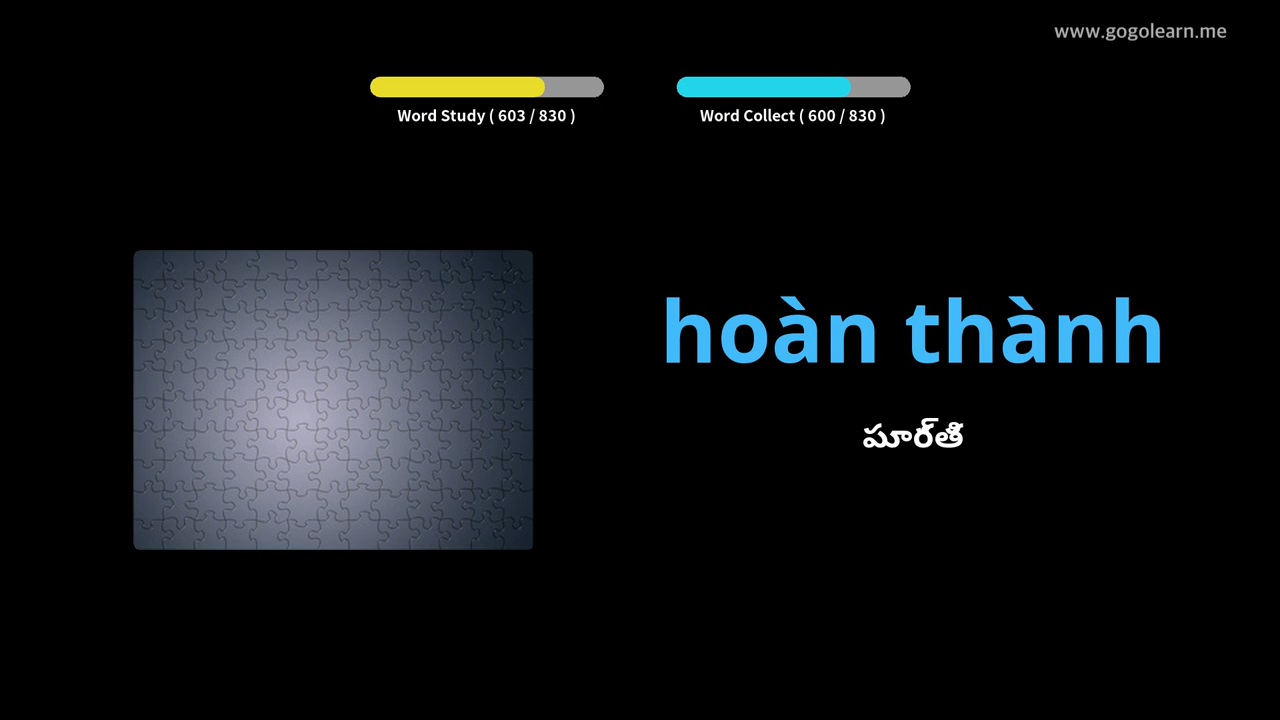 www.gogolearn.me
Word Study ( 603 / 830 )
Word Collect ( 600 / 830 )
hoàn thành
పూర్తి